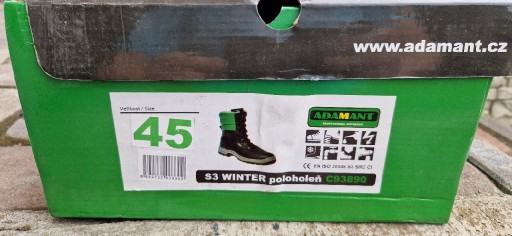 www.adamant.cz
Velikost / Size
45
ADAMANT
S3 WINTER poloholeň C93890